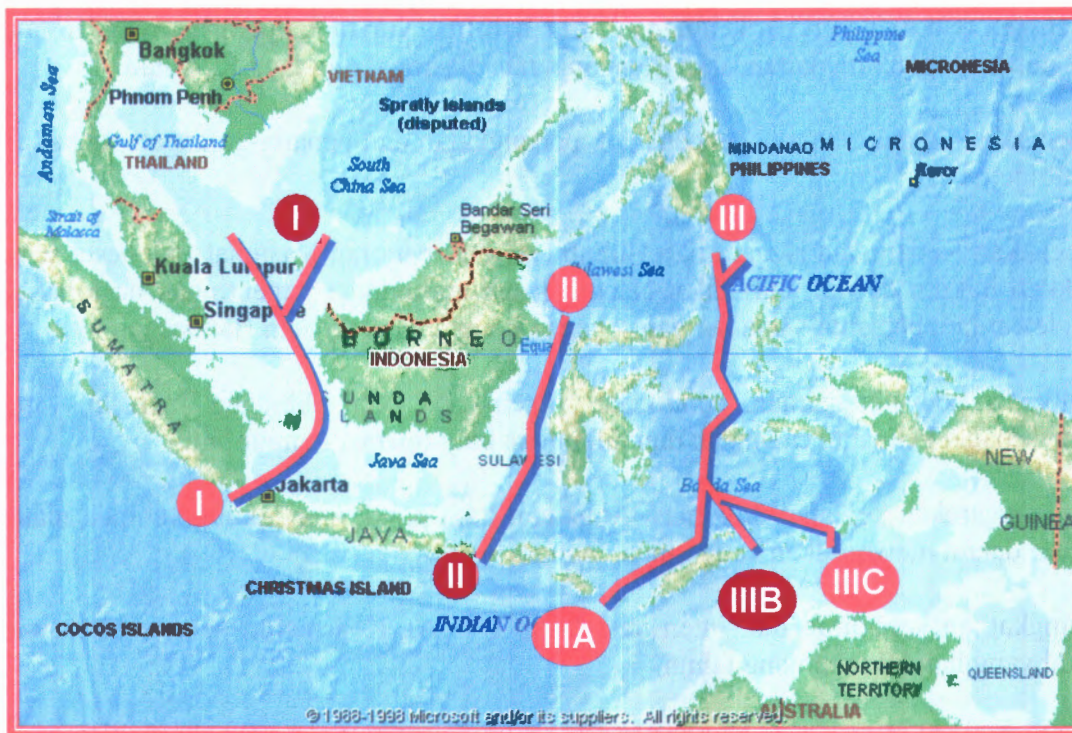 Bangkok
Phnom Penh
VIETNAM
Andaman Sea
Gulf of Thailand
THAILAND
Spratly Islands
(disputed)
Philippine
Sea
MICRONESIA
South
China Sea
MINDANAO
MICRONESIA
PHILIPPINES
Koror
Strait of
Malacca
I
Bandar Seri
Begawan
III
Kuala Lumpur
Sulawesi Sea
PACIFIC OCEAN
II
Singapore
SUMATRA
BORNEO
INDONESIA
Equa
SUNDA
ISLANDS
Java Sea
SULAWESI
NEW
GUINEA
I
Jakarta
Banda Sea
JAVA
II
CHRISTMAS ISLAND
IIIB
IIIC
COCOS ISLANDS
INDIAN OC
IIIA
NORTHERN
TERRITORY
QUEENSLAND
AUSTRALIA
© 1988-1998 Microsoft and/or its suppliers. All rights reserved.